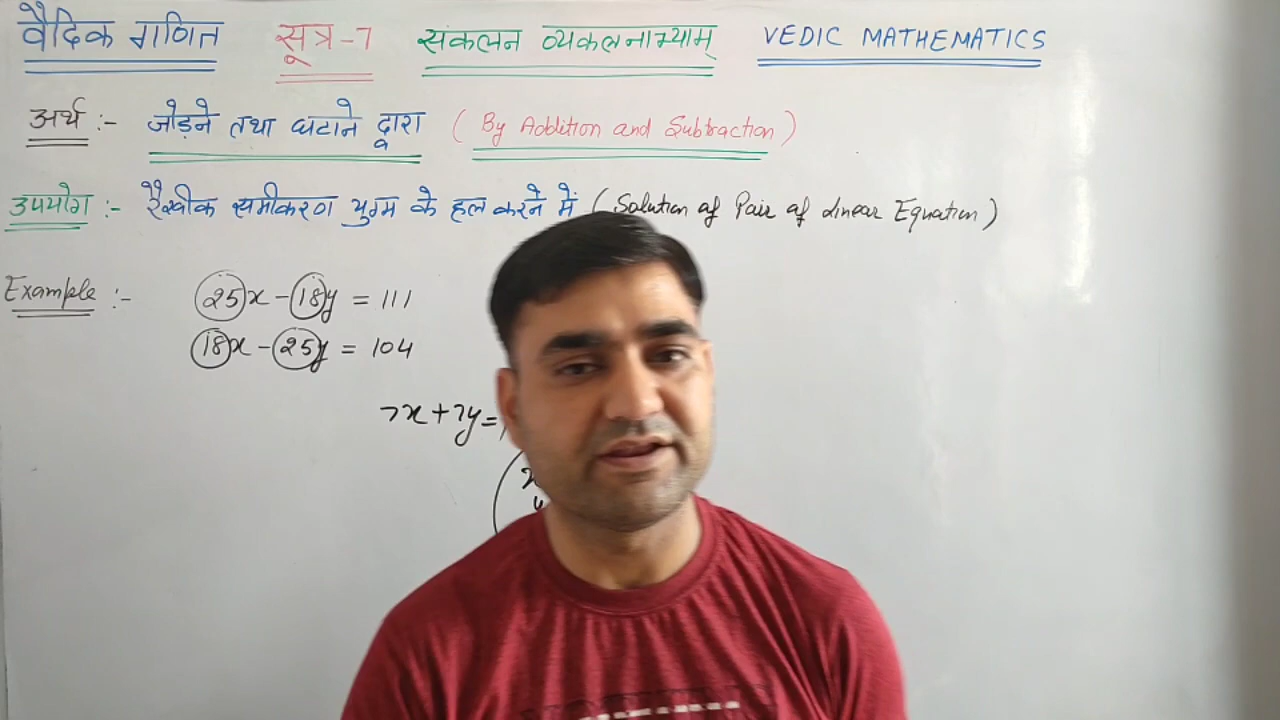 वैदिक गणित सूत्र-7 संकलन व्यकलनाभ्याम् VEDIC MATHEMATICS
अर्थ :- जोड़ने तथा घटाने द्वारा ( By Addition and Subtraction )
उपयोग :- रैखीक समीकरण युग्म के हल करने में ( Solution of Pair of Linear Equation )
Example :- 25x - 18y = 111
18x - 25y = 104
7x + 7y =